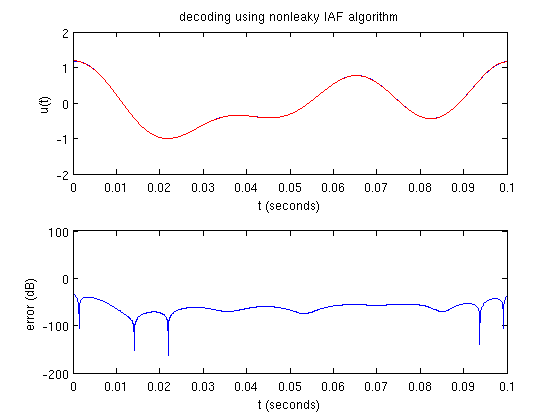 decoding using nonleaky IAF algorithm
2
1
0
-1
-2
u(t)
0 0.01 0.02 0.03 0.04 0.05 0.06 0.07 0.08 0.09 0.1
t (seconds)
100
0
-100
-200
error (dB)
0 0.01 0.02 0.03 0.04 0.05 0.06 0.07 0.08 0.09 0.1
t (seconds)